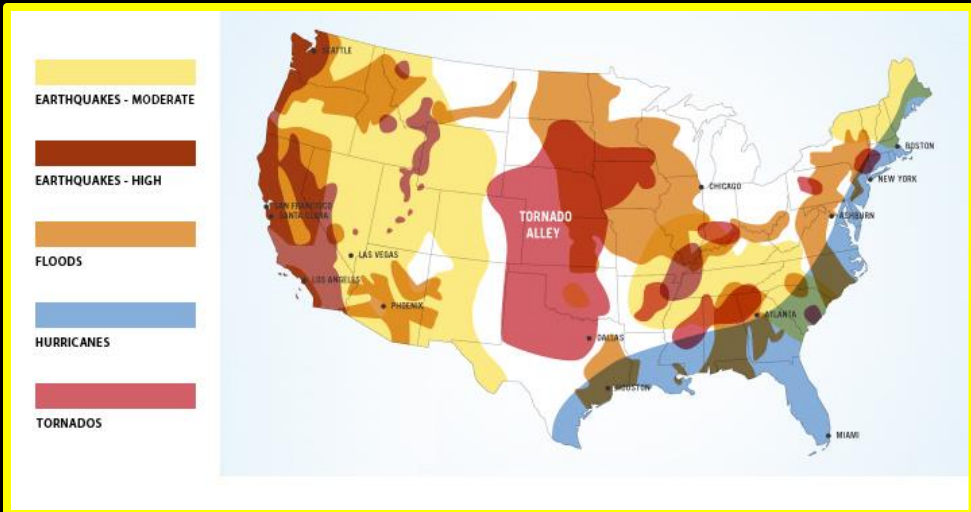 EARTHQUAKES - MODERATE
EARTHQUAKES - HIGH
FLOODS
HURRICANES
TORNADOS
SEATTLE
BOSTON
NEW YORK
CHICAGO
SAN FRANCISCO
SANTA CLARA
ASHBURN
TORNADO
ALLEY
LAS VEGAS
LOS ANGELES
PHOENIX
ATLANTA
DALLAS
HOUSTON
MIAMI